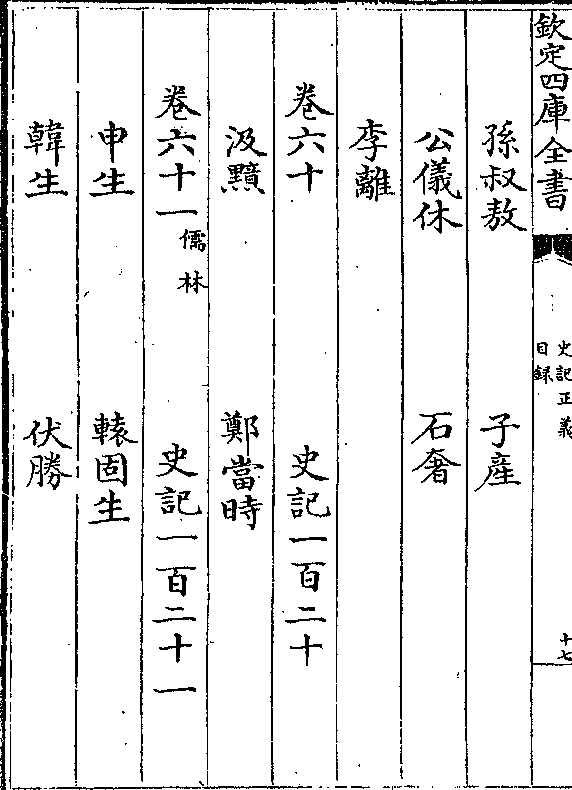 欽定四庫全書
史記正義
目錄
十七
孫叔敖　子產
公儀休　石奢
李離
卷六十　史記一百二十
汲黯　鄭當時
卷六十一儒林　史記一百二十一
申生　轅固生
韓生　伏勝